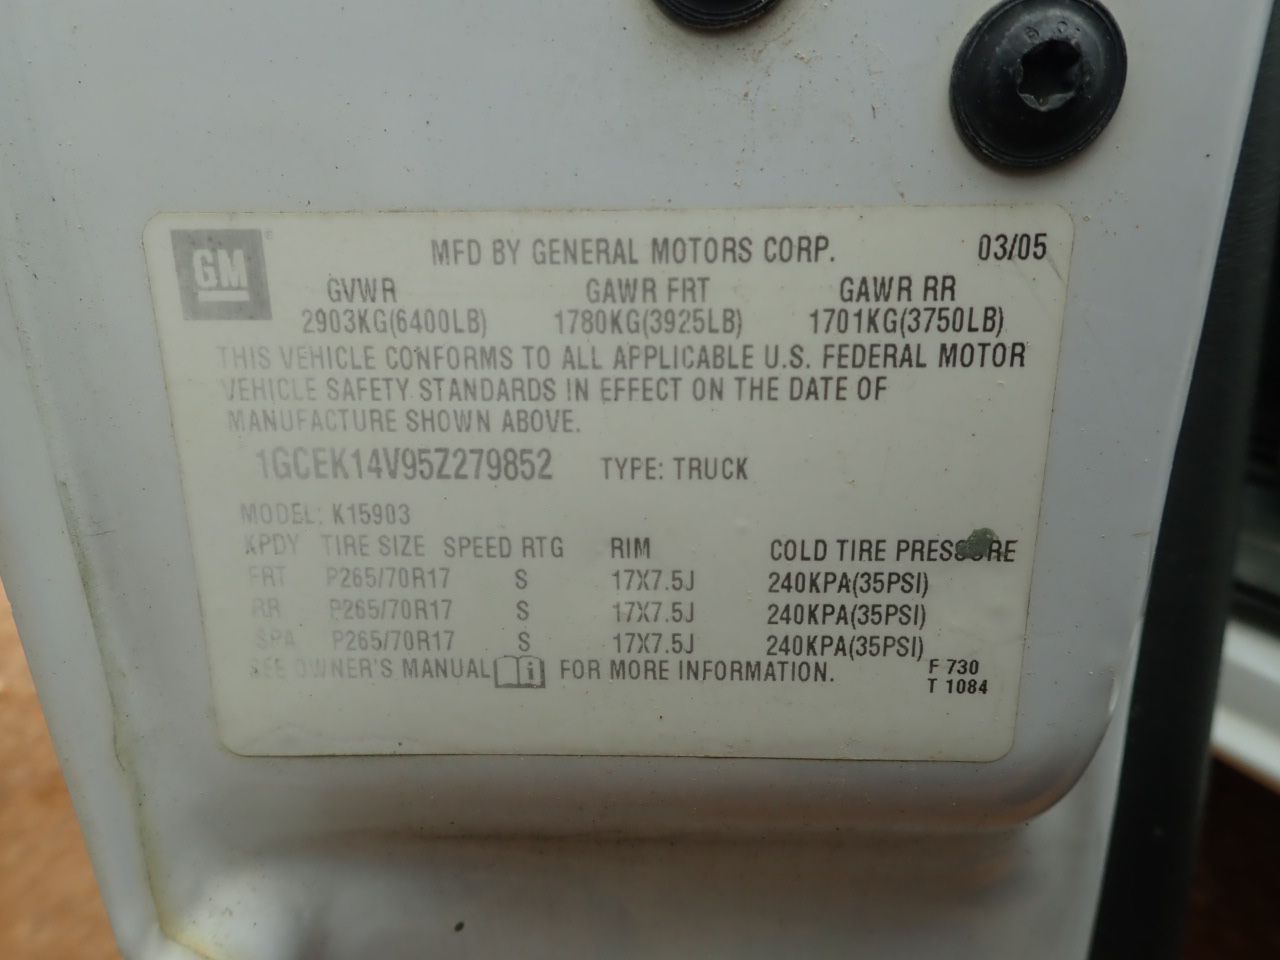 GM
MFD BY GENERAL MOTORS CORP. 03/05
GVWR GAWR FRT GAWR RR
2903KG(6400LB) 1780KG(3925LB) 1701KG(3750LB)
THIS VEHICLE CONFORMS TO ALL APPLICABLE U.S. FEDERAL MOTOR
VEHICLE SAFETY STANDARDS IN EFFECT ON THE DATE OF
MANUFACTURE SHOWN ABOVE.
1GCEK14V95Z279852 TYPE: TRUCK
MODEL: K15903
KPDY TIRE SIZE SPEED RTG RIM COLD TIRE PRESSURE
FRT P265/70R17 S 17X7.5J 240KPA(35PSI)
RR P265/70R17 S 17X7.5J 240KPA(35PSI)
SPA P265/70R17 S 17X7.5J 240KPA(35PSI)
SEE OWNER'S MANUAL i FOR MORE INFORMATION.
F 730
T 1084